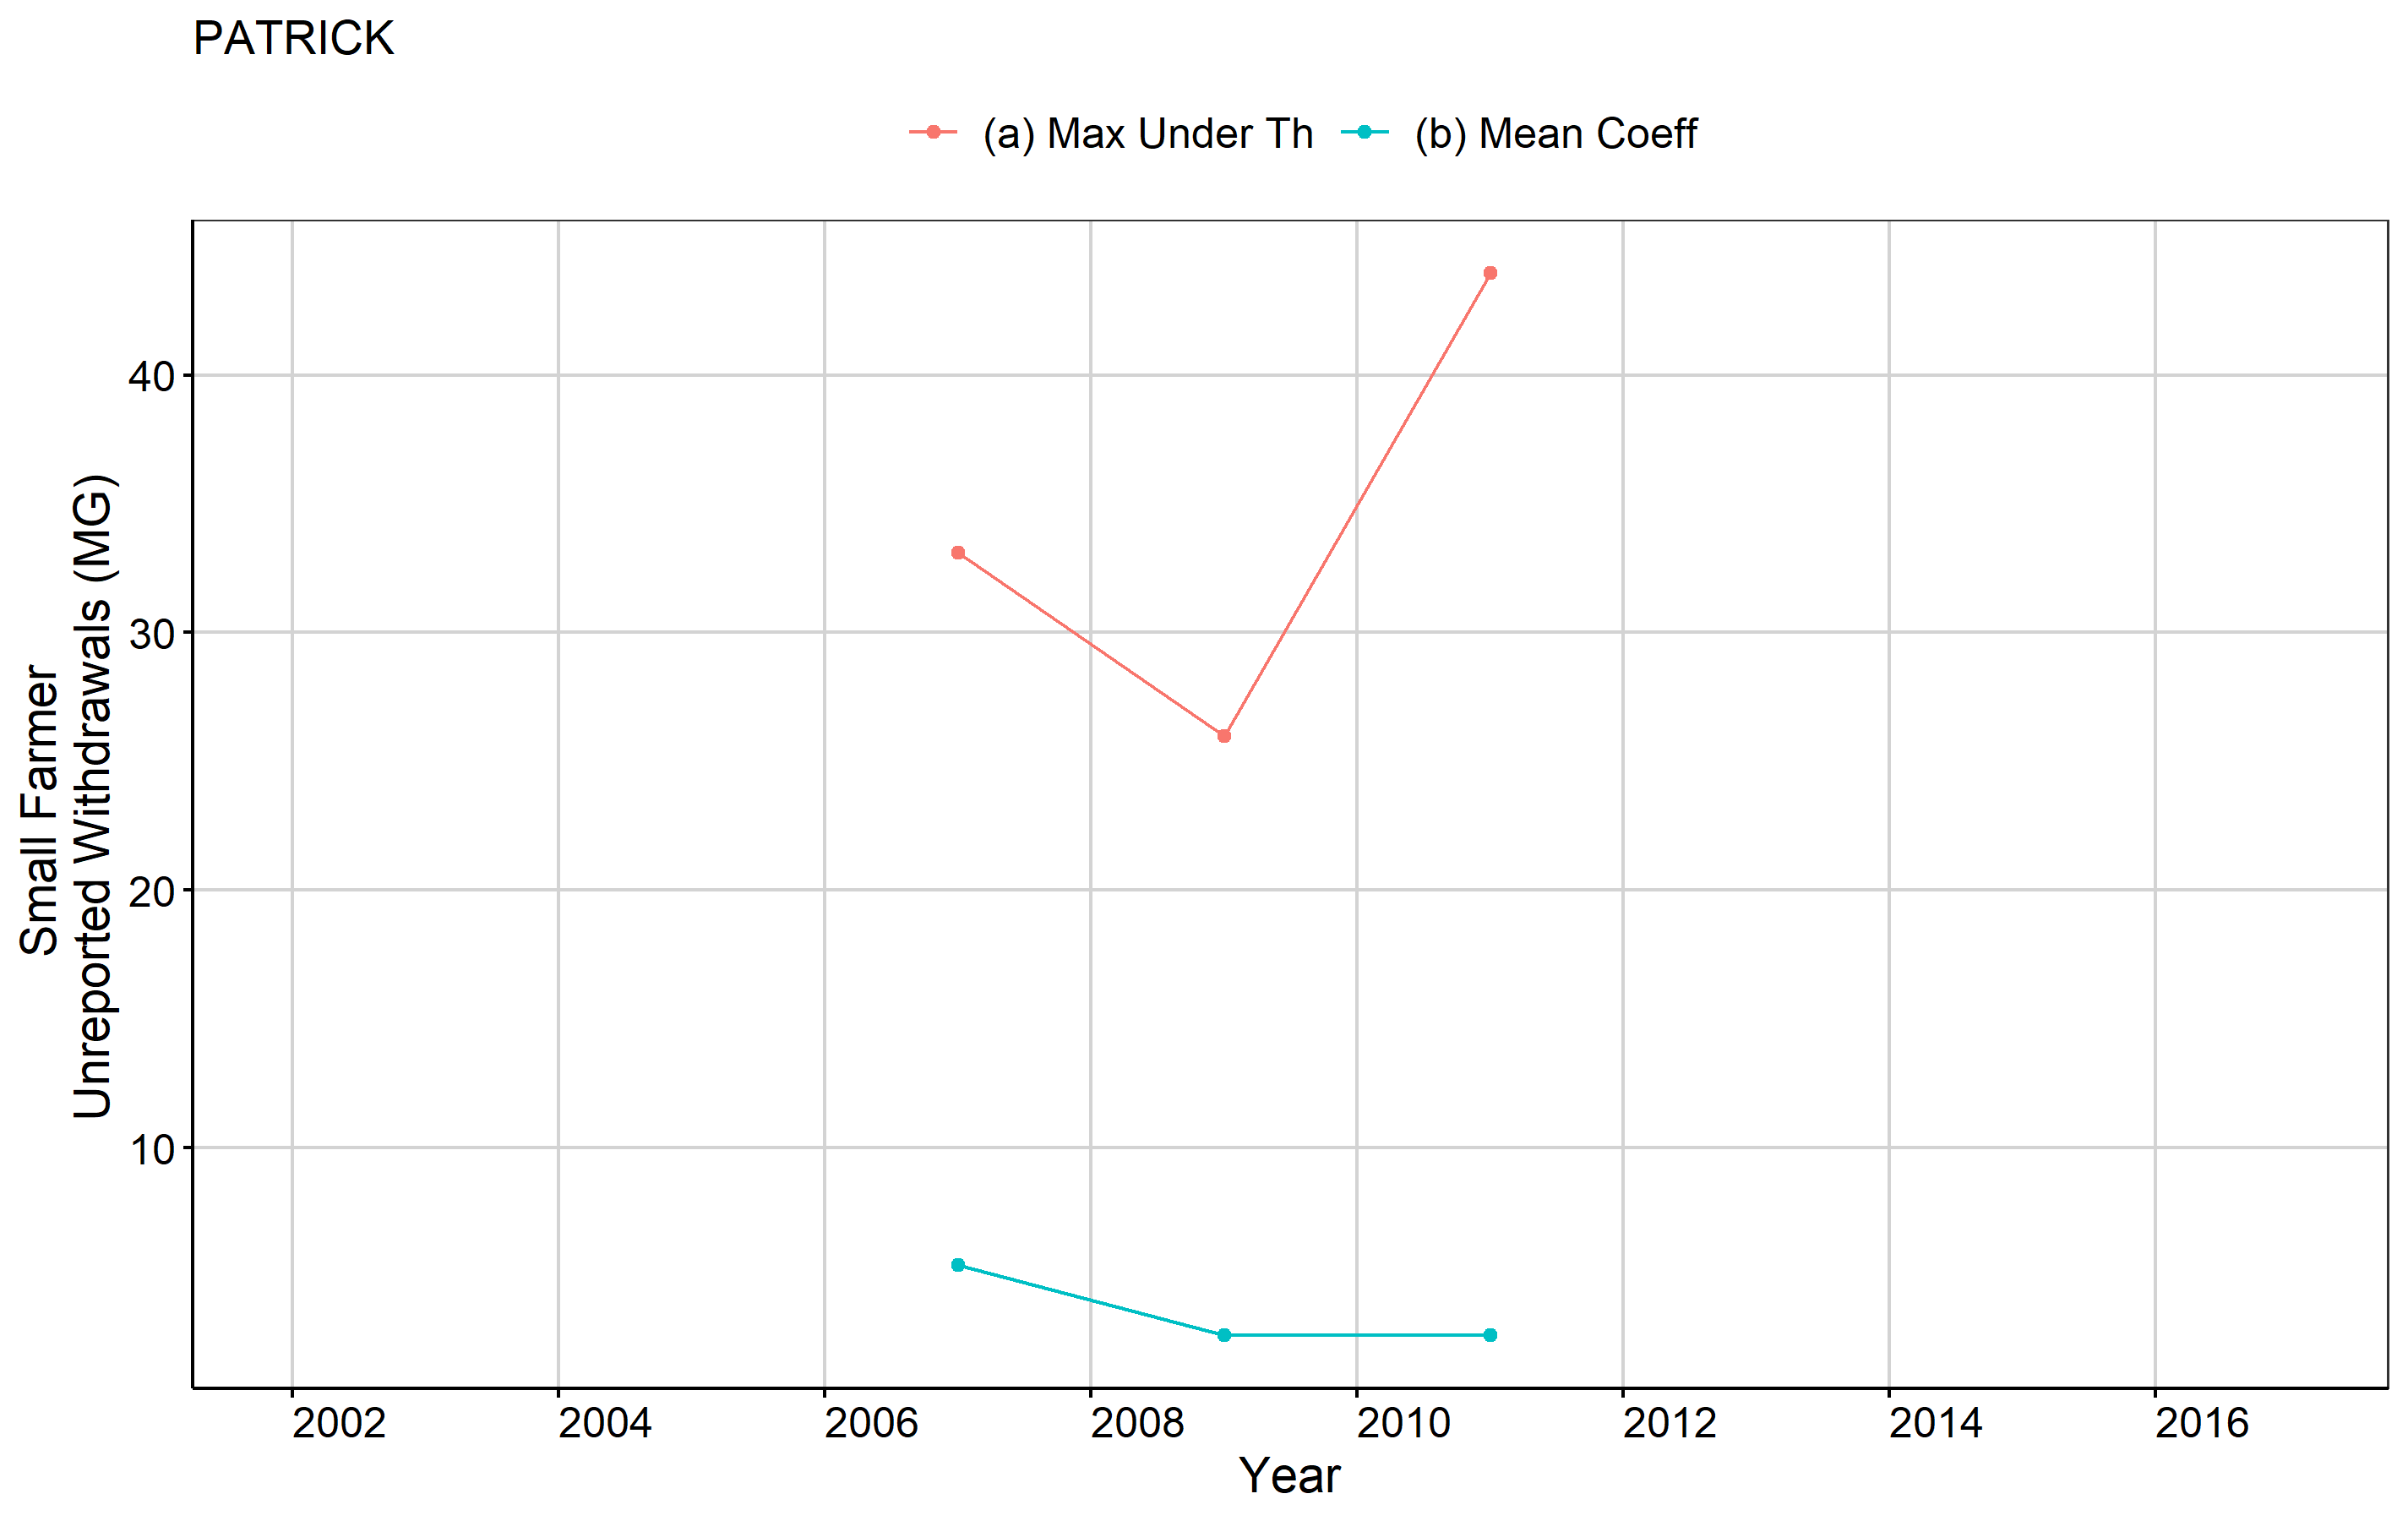 PATRICK
(a) Max Under Th (b) Mean Coeff
Small Farmer
Unreported Withdrawals (MG)
40
30
20
10
2002 2004 2006 2008 2010 2012 2014 2016
Year